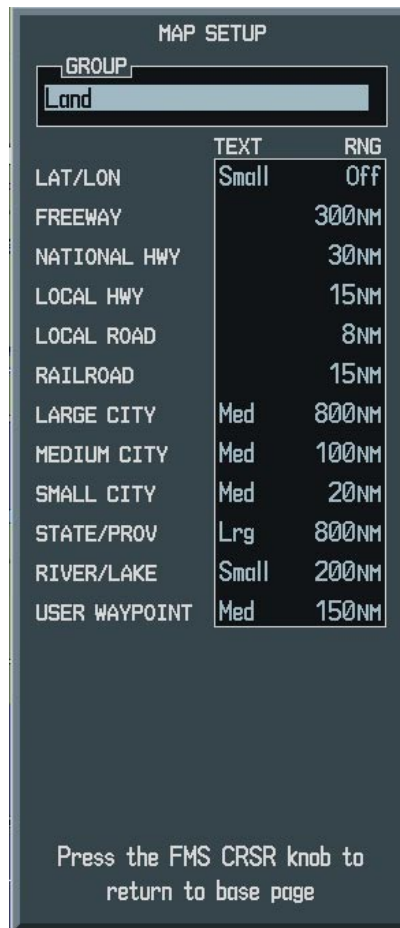 MAP SETUP
GROUP
Land
TEXT RNG
LAT/LON Small Off
FREEWAY 300NM
NATIONAL HWY 30NM
LOCAL HWY 15NM
LOCAL ROAD 8NM
RAILROAD 15NM
LARGE CITY Med 800NM
MEDIUM CITY Med 100NM
SMALL CITY Med 20NM
STATE/PROV Lrg 800NM
RIVER/LAKE Small 200NM
USER WAYPOINT Med 150NM
Press the FMS CRSR knob to
return to base page